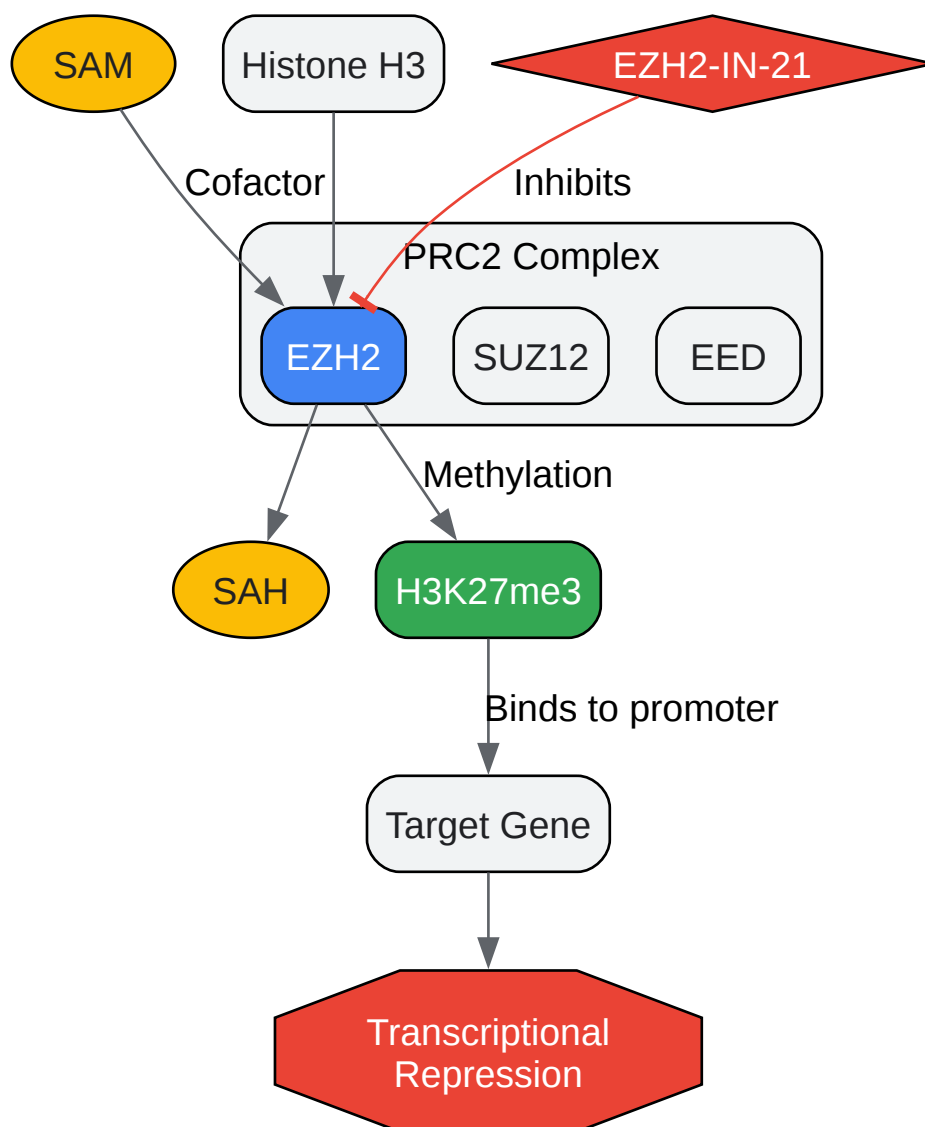 SAM
Histone H3
EZH2-IN-21
Cofactor
Inhibits
PRC2 Complex
EZH2
SUZ12
EED
Methylation
SAH
H3K27me3
Binds to promoter
Target Gene
Transcriptional
Repression